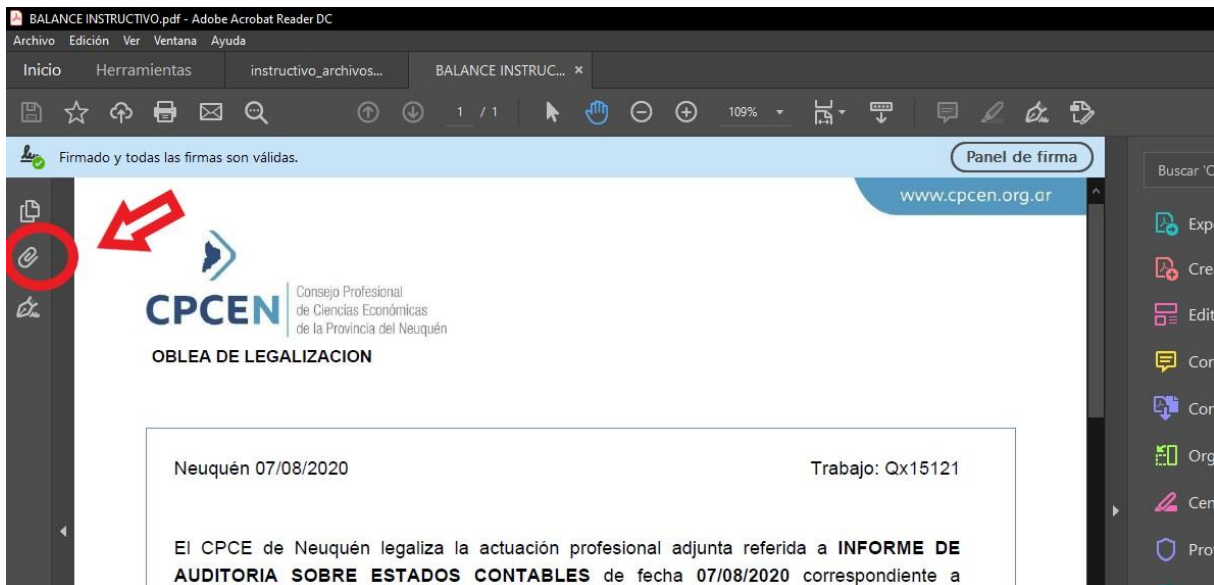 BALANCE INSTRUCTIVO.pdf - Adobe Acrobat Reader DC
Archivo Edición Ver Ventana Ayuda
Inicio Herramientas instructivo_archivos... BALANCE INSTRUC... ×
1 / 1 109%
Firmado y todas las firmas son válidas. Panel de firma
Buscar 'C
www.cpcen.org.ar
Exp
Cre
Edit
Con
Cor
Org
Cen
Pro
CPCEN
Consejo Profesional
de Ciencias Económicas
de la Provincia del Neuquén
OBLEA DE LEGALIZACION
Neuquén 07/08/2020 Trabajo: Qx15121
El CPCE de Neuquén legaliza la actuación profesional adjunta referida a INFORME DE
AUDITORIA SOBRE ESTADOS CONTABLES de fecha 07/08/2020 correspondiente a